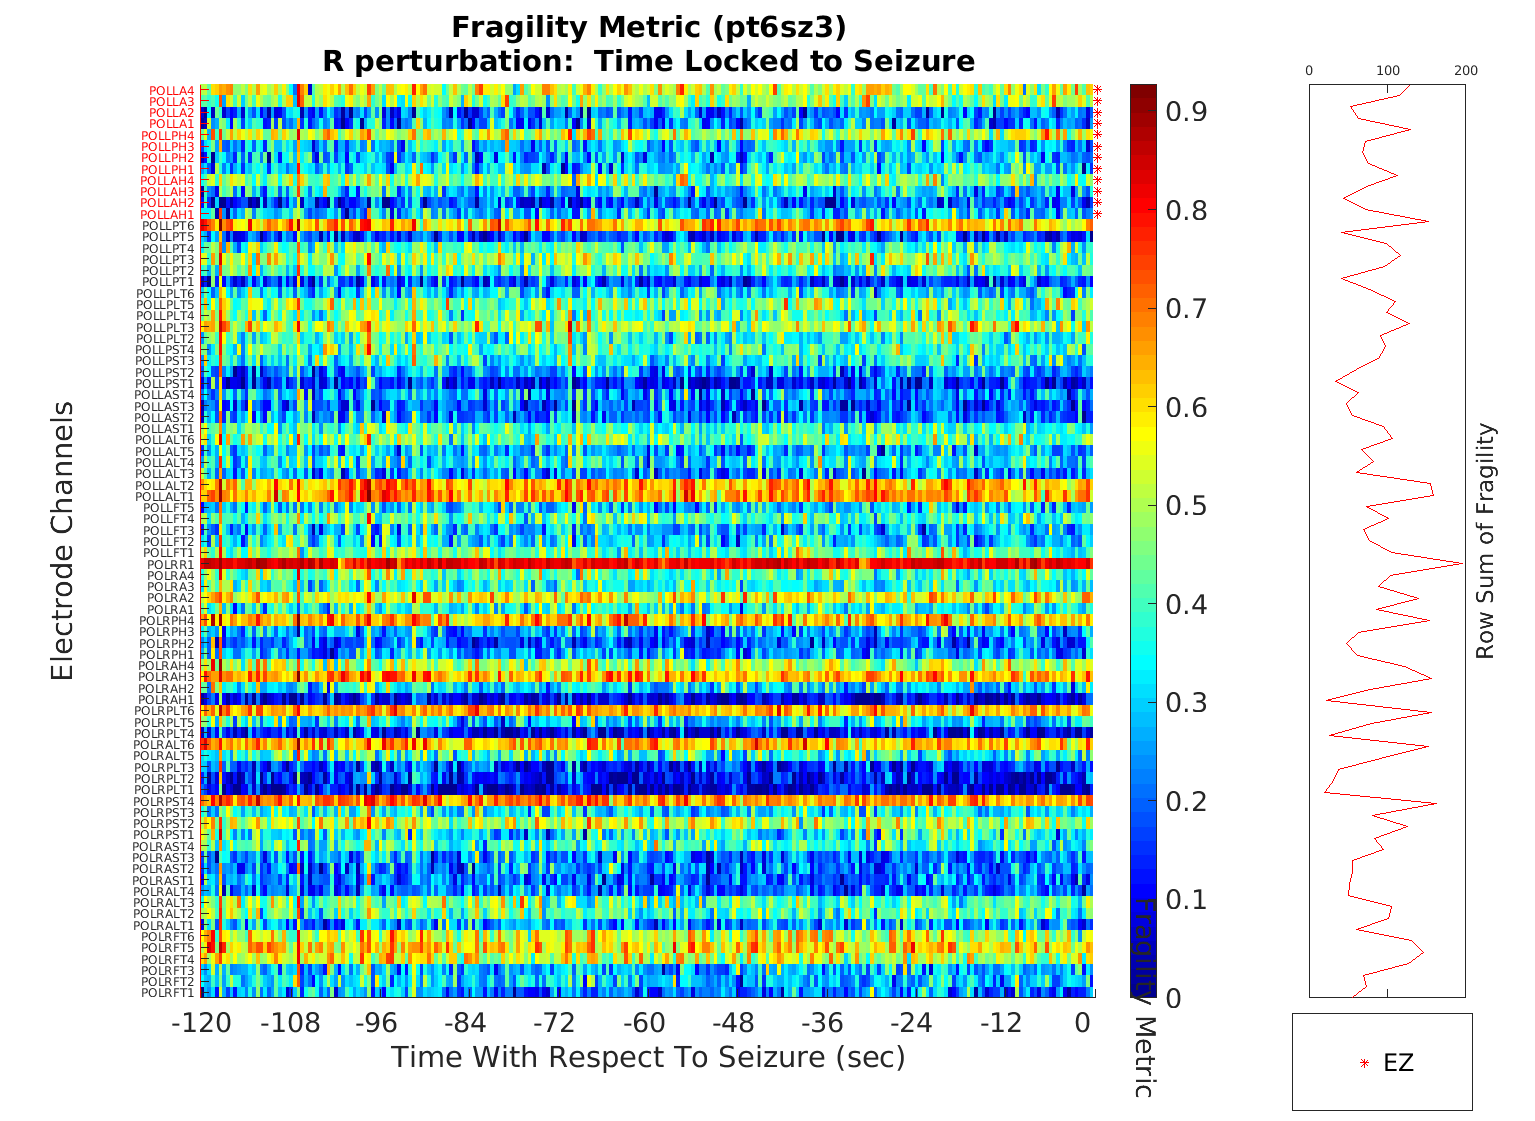 Fragility Metric (pt6sz3)
R perturbation:  Time Locked to Seizure
0 100 200
Electrode Channels
POLLA4
POLLA3
POLLA2
POLLA1
POLLPH4
POLLPH3
POLLPH2
POLLPH1
POLLAH4
POLLAH3
POLLAH2
POLLAH1
POLLPT6
POLLPT5
POLLPT4
POLLPT3
POLLPT2
POLLPT1
POLLPLT6
POLLPLT5
POLLPLT4
POLLPLT3
POLLPLT2
POLLPST4
POLLPST3
POLLPST2
POLLPST1
POLLAST4
POLLAST3
POLLAST2
POLLAST1
POLLALT6
POLLALT5
POLLALT4
POLLALT3
POLLALT2
POLLALT1
POLLFT5
POLLFT4
POLLFT3
POLLFT2
POLLFT1
POLRR1
POLRA4
POLRA3
POLRA2
POLRA1
POLRPH4
POLRPH3
POLRPH2
POLRPH1
POLRAH4
POLRAH3
POLRAH2
POLRAH1
POLRPLT6
POLRPLT5
POLRPLT4
POLRALT6
POLRALT5
POLRPLT3
POLRPLT2
POLRPLT1
POLRPST4
POLRPST3
POLRPST2
POLRPST1
POLRAST4
POLRAST3
POLRAST2
POLRAST1
POLRALT4
POLRALT3
POLRALT2
POLRALT1
POLRFT6
POLRFT5
POLRFT4
POLRFT3
POLRFT2
POLRFT1
-120 -108 -96 -84 -72 -60 -48 -36 -24 -12 0
Time With Respect To Seizure (sec)
0.9
0.8
0.7
0.6
0.5
0.4
0.3
0.2
0.1
0
Fragility Metric
Row Sum of Fragility
EZ